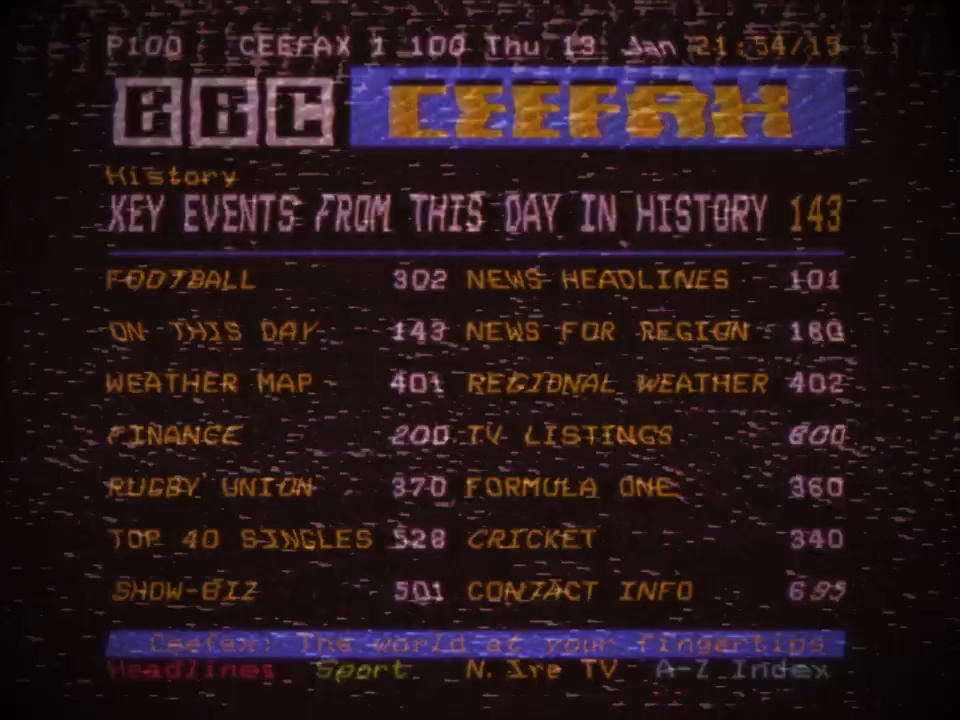 P100 CEEFAX 1 100 Thu 13 Jan 21:54/15
BBC CEEFAX
History
KEY EVENTS FROM THIS DAY IN HISTORY 143
FOOTBALL 302 NEWS HEADLINES 101
ON THIS DAY 143 NEWS FOR REGION 160
WEATHER MAP 401 REGIONAL WEATHER 402
FINANCE 200 TV LISTINGS 600
RUGBY UNION 370 FORMULA ONE 360
TOP 40 SINGLES 528 CRICKET 340
SHOW-BIZ 501 CONTACT INFO 695
Ceefax: The world at your fingertips
Headlines Sport N. Ire TV A-Z Index